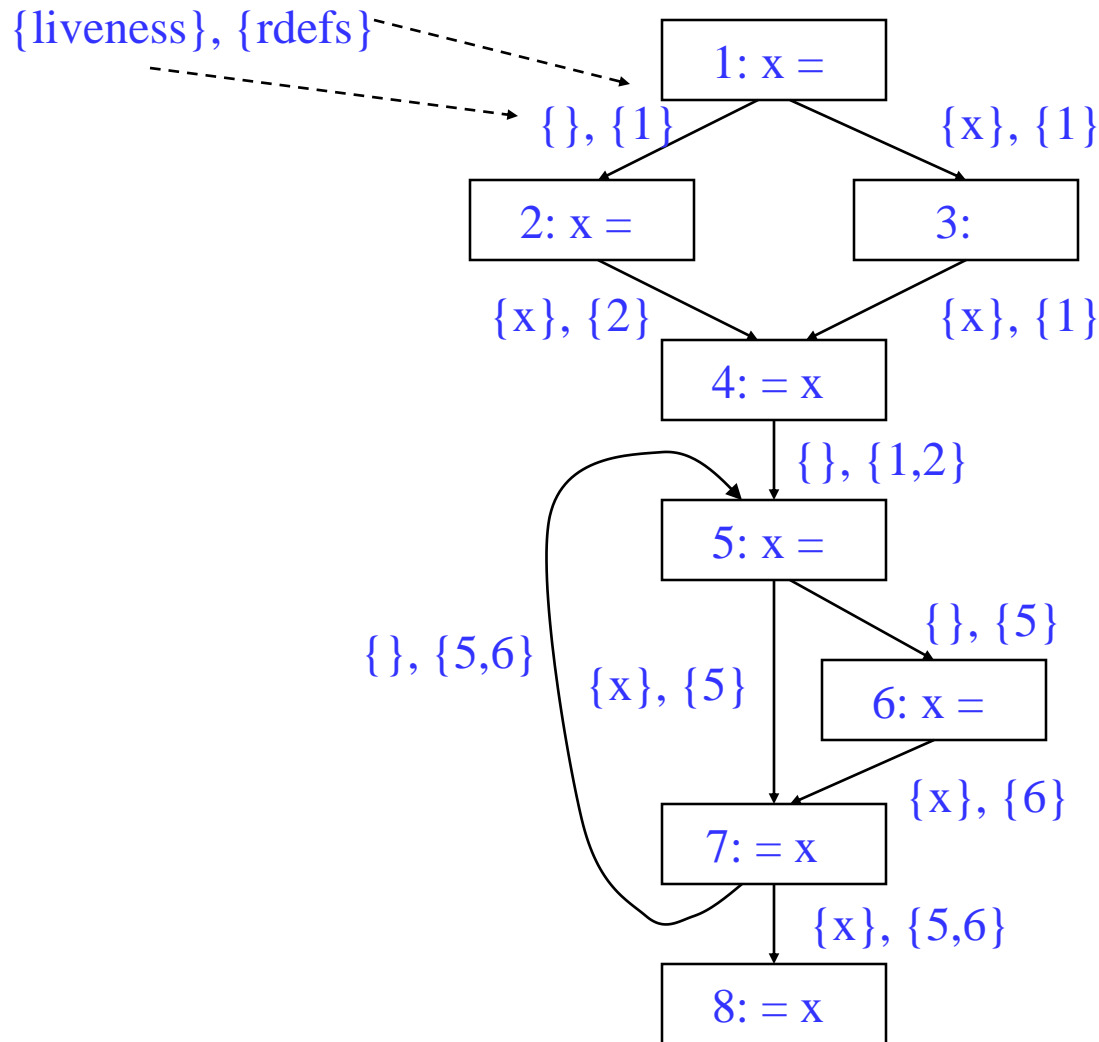 {liveness}, {rdefs}
1: x =
{}, {1}
{x}, {1}
2: x =
3:
{x}, {2}
{x}, {1}
4: = x
{}, {1,2}
5: x =
{}, {5}
{}, {5,6}
{x}, {5}
6: x =
{x}, {6}
7: = x
{x}, {5,6}
8: = x